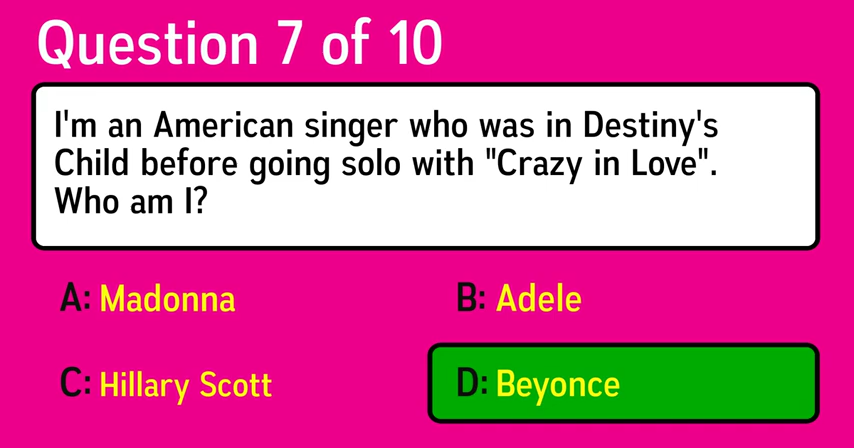 Question 7 of 10
I'm an American singer who was in Destiny's
Child before going solo with "Crazy in Love".
Who am I?
A: Madonna
B: Adele
C: Hillary Scott
D: Beyonce